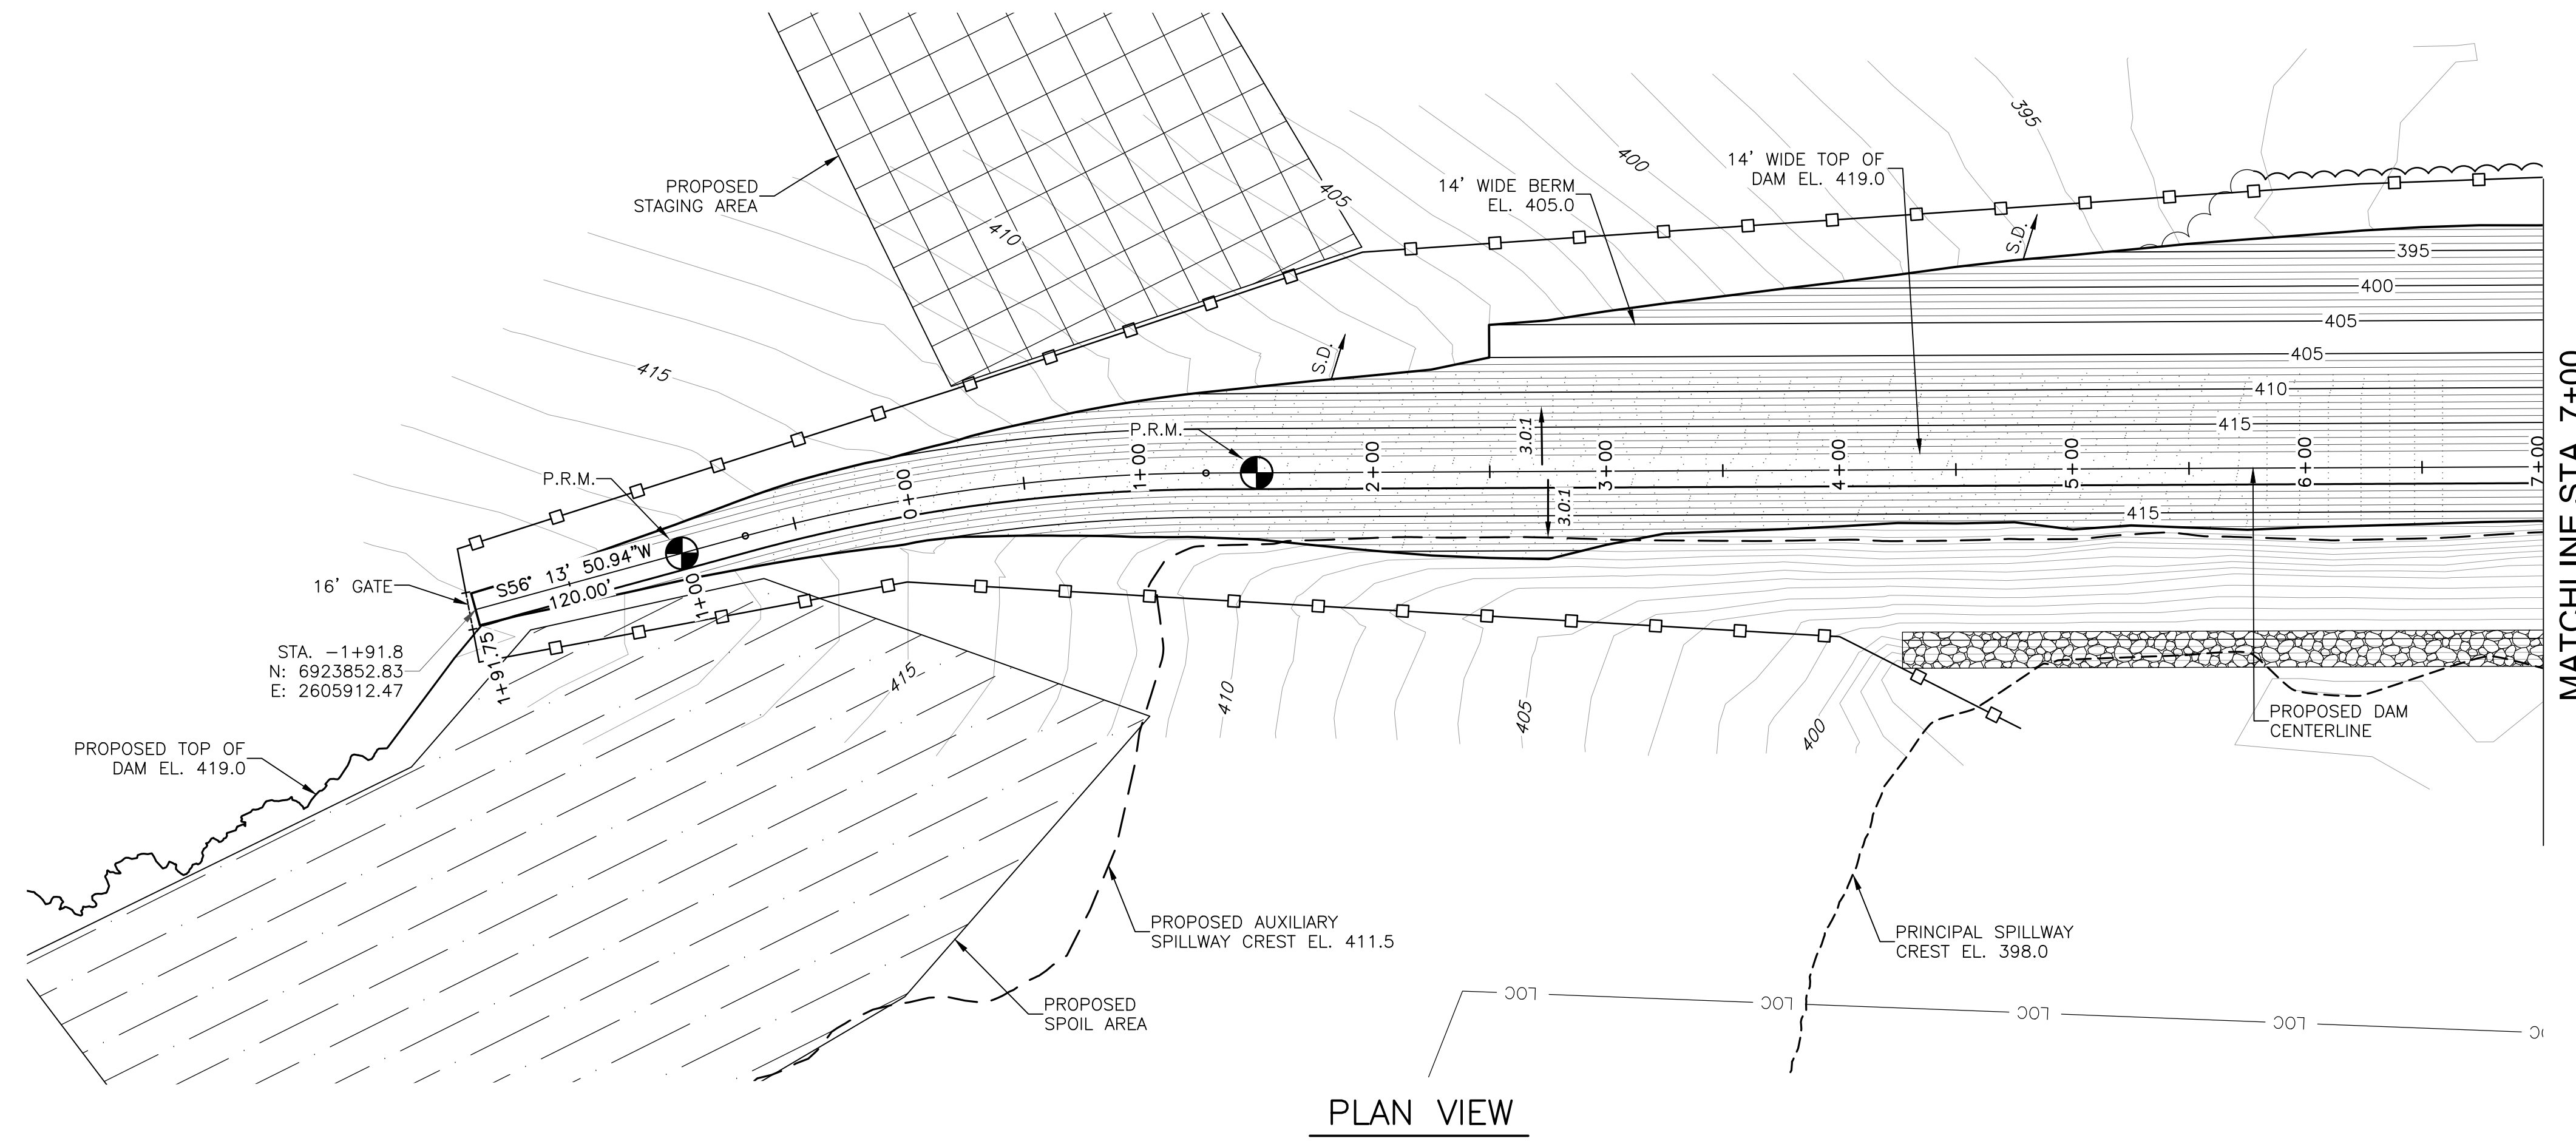 395
400
14' WIDE TOP OF
DAM EL. 419.0
14' WIDE BERM
EL. 405.0
PROPOSED
STAGING AREA
405
410
S.D.
395
400
405
S.D.
405
415
410
415
P.R.M.
3.0:1
P.R.M.
0+00
1+00
2+00
3+00
4+00
5+00
6+00
7+00
3.0:1
415
MATCHLINE STA 7+00
S56° 13' 50.94"W
120.00'
16' GATE
1+00
STA. -1+91.8
N: 6923852.83
E: 2605912.47
1+91.75
415
410
405
400
PROPOSED DAM
CENTERLINE
PROPOSED TOP OF
DAM EL. 419.0
PROPOSED AUXILIARY
SPILLWAY CREST EL. 411.5
PRINCIPAL SPILLWAY
CREST EL. 398.0
PROPOSED
SPOIL AREA
LOC
LOC
LOC
LOC
PLAN VIEW